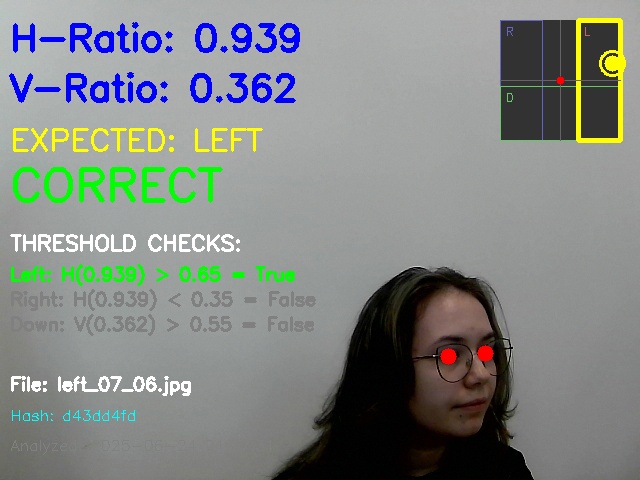 H-Ratio: 0.939
V-Ratio: 0.362
EXPECTED: LEFT
CORRECT
THRESHOLD CHECKS:
Left: H(0.939) > 0.65 = True
Right: H(0.939) < 0.35 = False
Down: V(0.362) > 0.55 = False
File: left_07_06.jpg
Hash: d43dd4fd
R
L
C
D